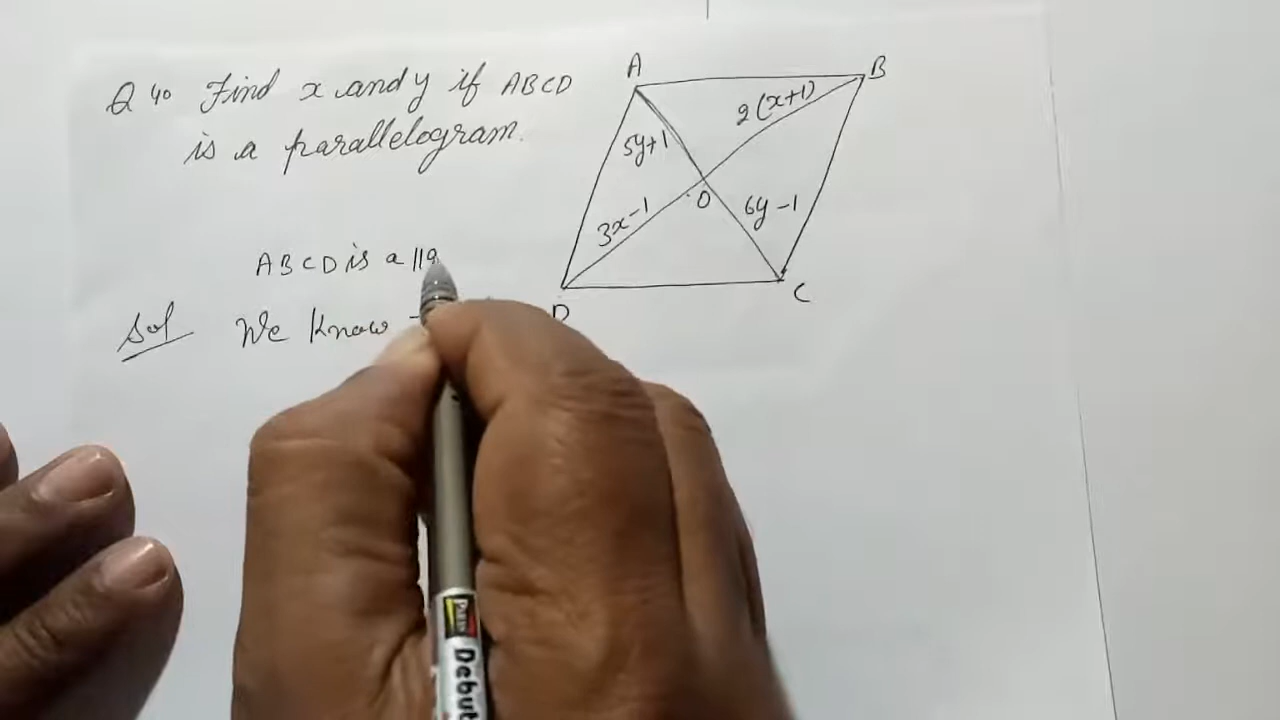 Q 40 Find x and y if ABCD
is a parallelogram.
A
B
2(x+1)
5y+1
O
3x-1
6y-1
D
C
ABCD is a ||g
Sol We know
Debut